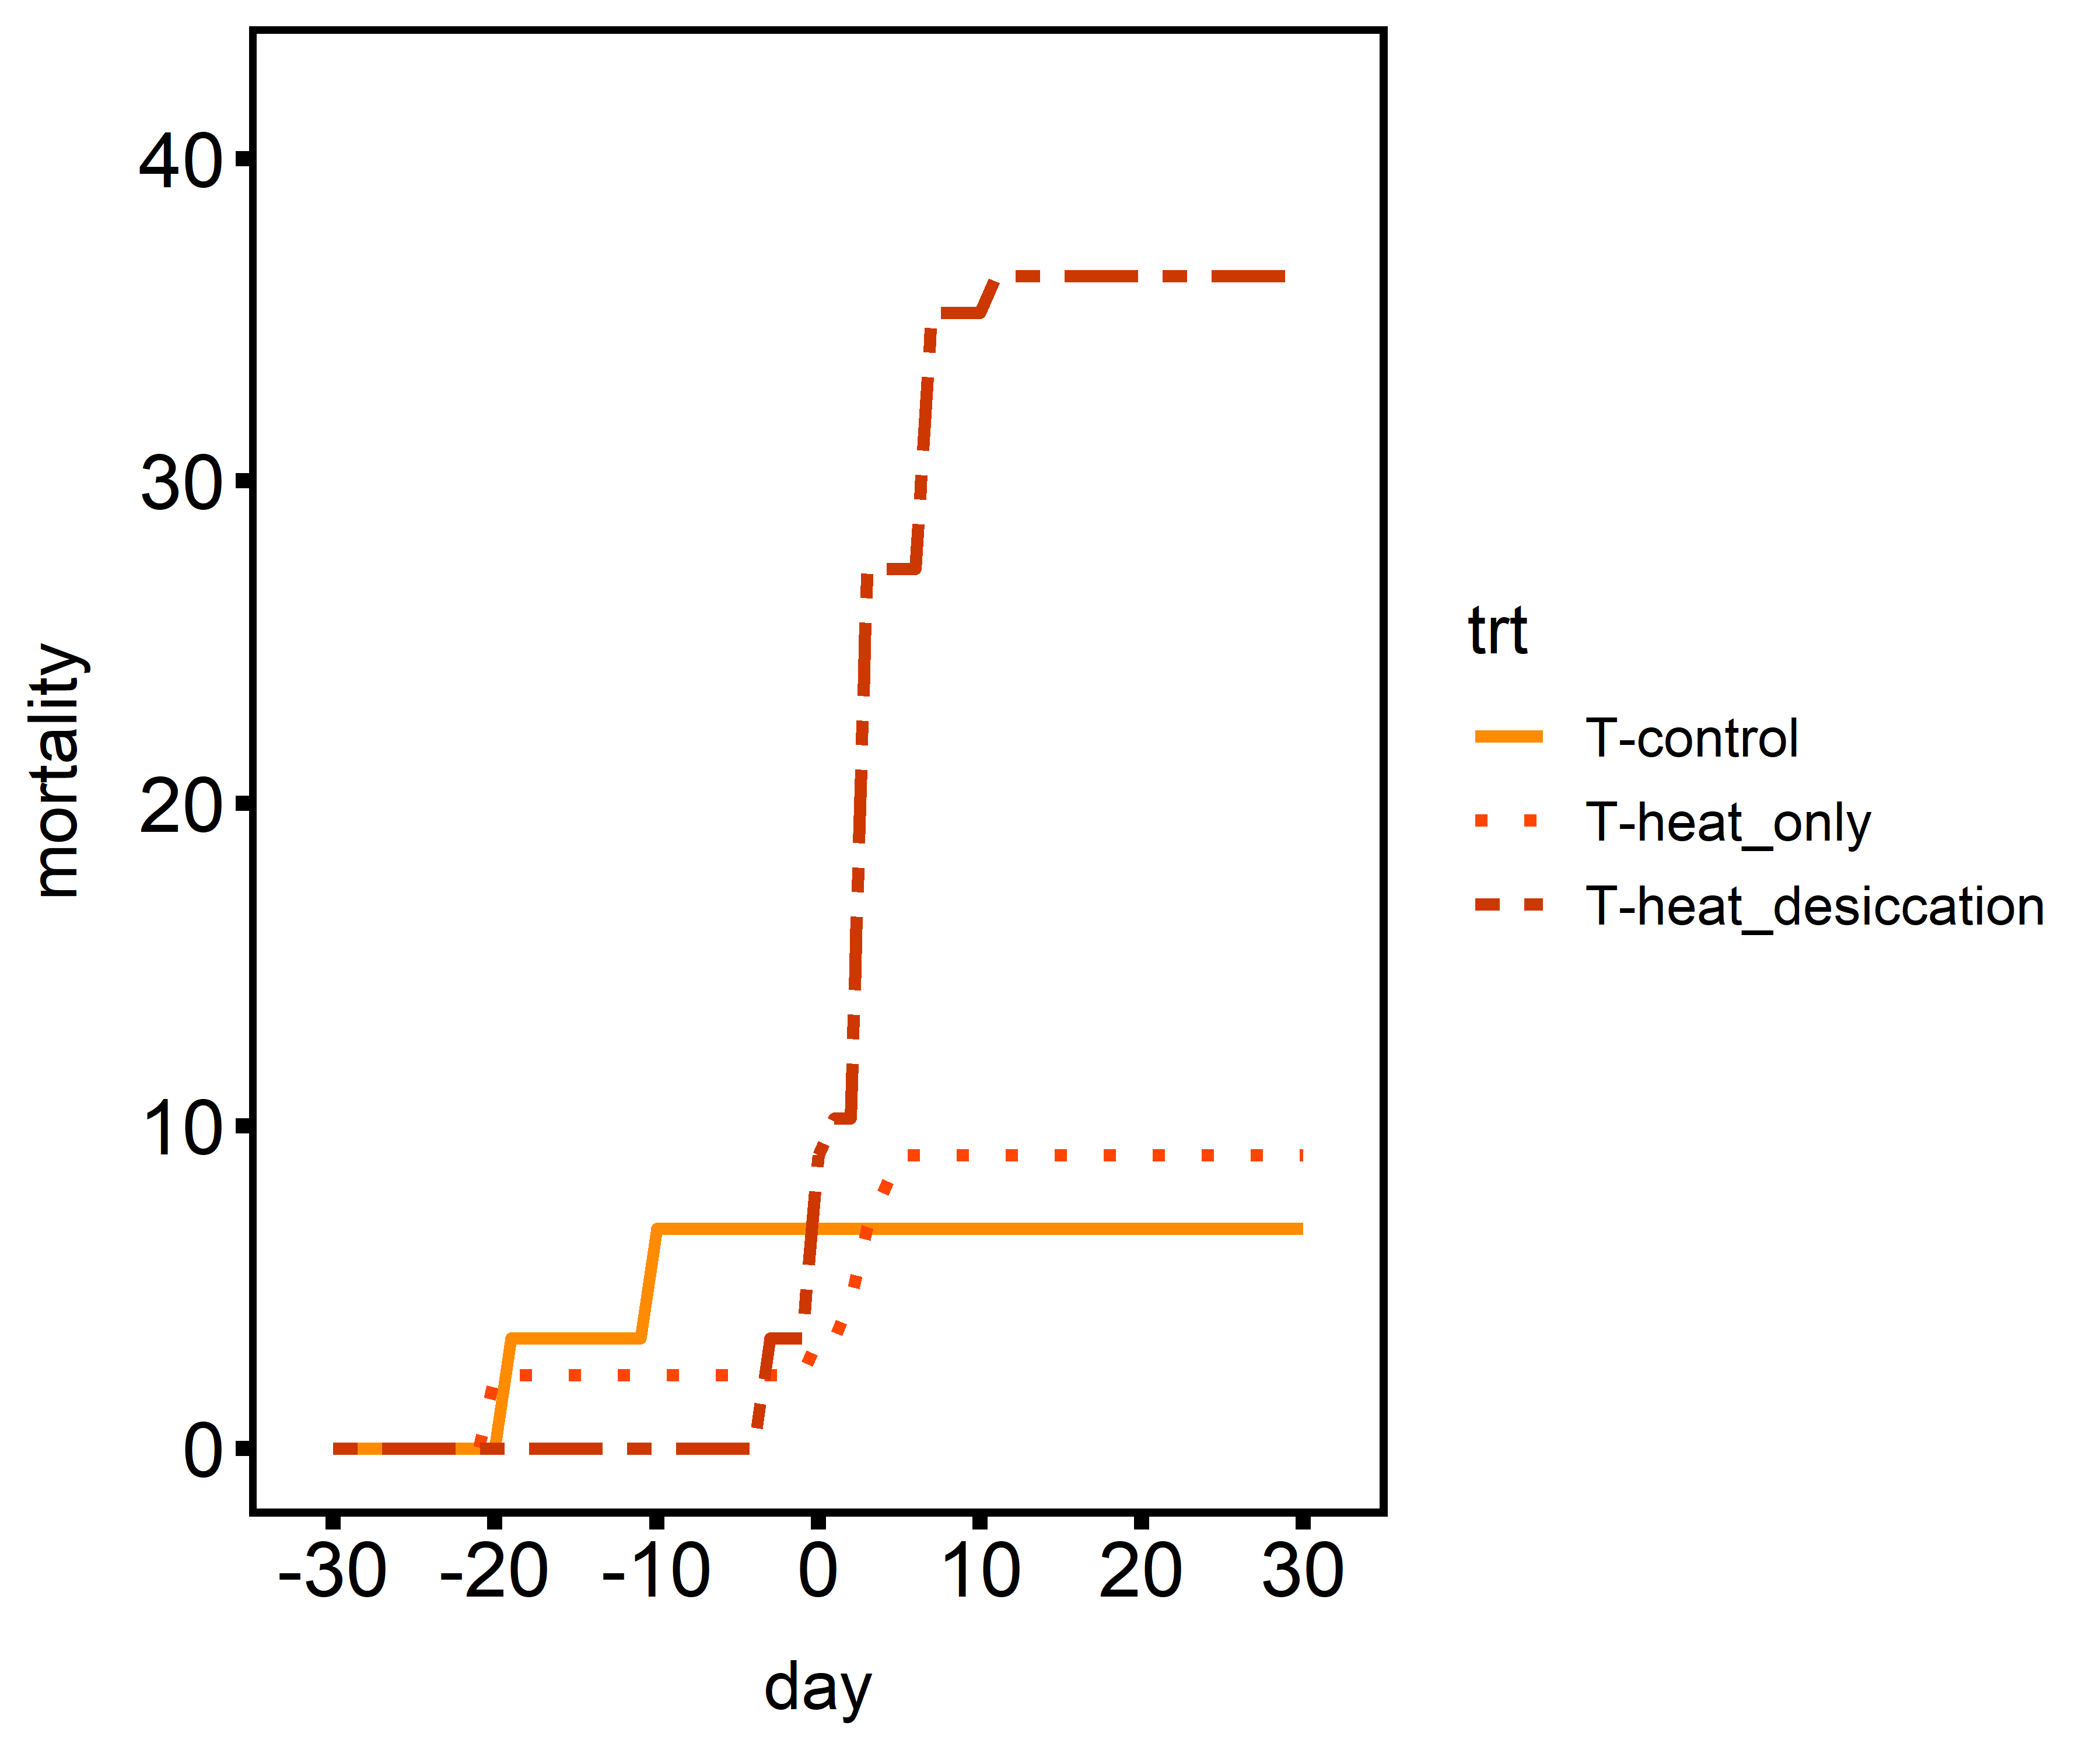 40
30
20
10
0
mortality
-30 -20 -10 0 10 20 30
day
trt
T-control
T-heat_only
T-heat_desiccation